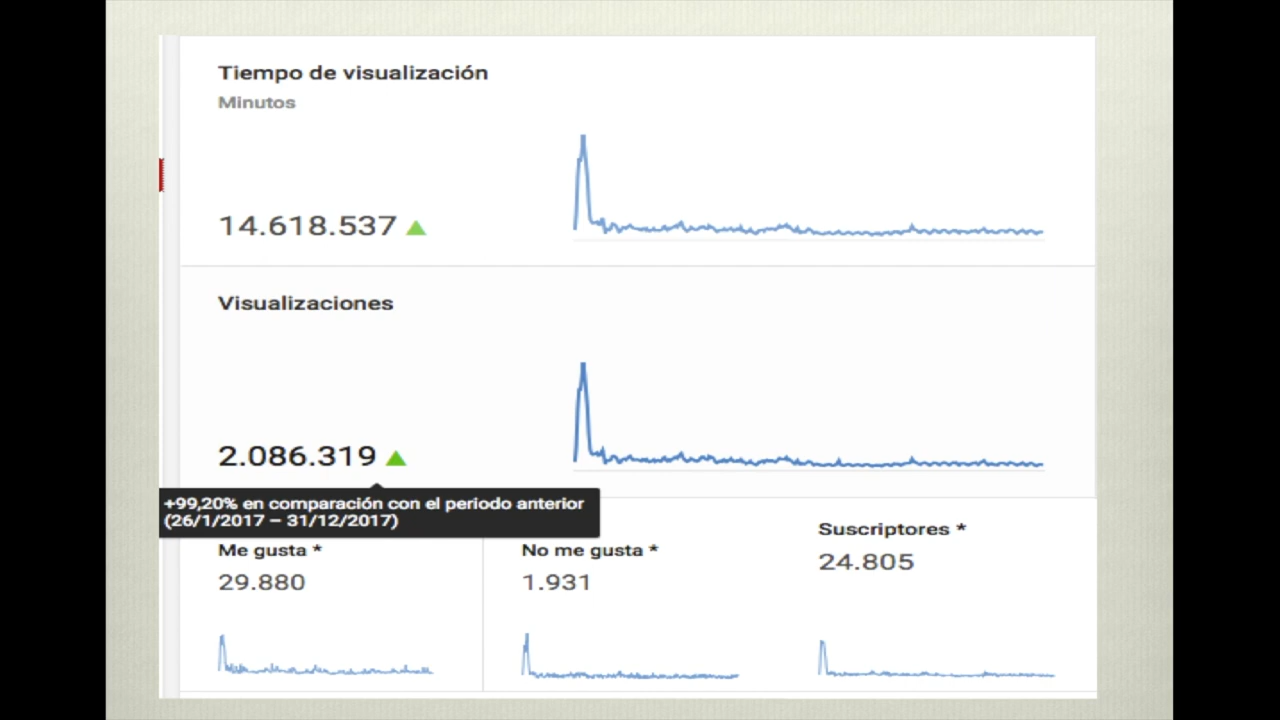 Tiempo de visualización
Minutos
14.618.537
Visualizaciones
2.086.319
+99,20% en comparación con el periodo anterior
(26/1/2017 – 31/12/2017)
Me gusta *
29.880
No me gusta *
1.931
Suscriptores *
24.805